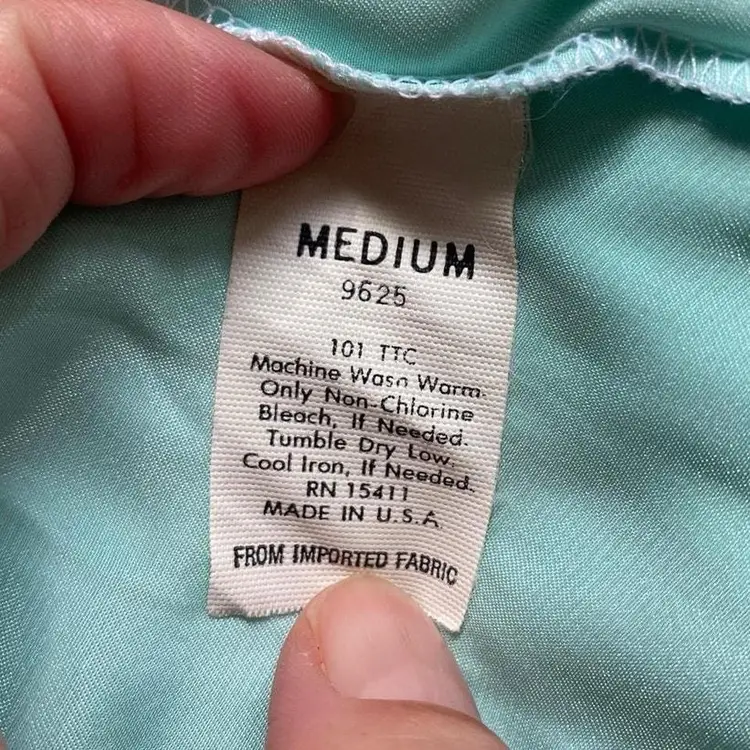 MEDIUM
9625
101 TTC
Machine Wash Warm.
Only Non-Chlorine
Bleach, If Needed.
Tumble Dry Low.
Cool Iron, If Needed.
RN 15411
MADE IN U.S.A
FROM IMPORTED FABRIC